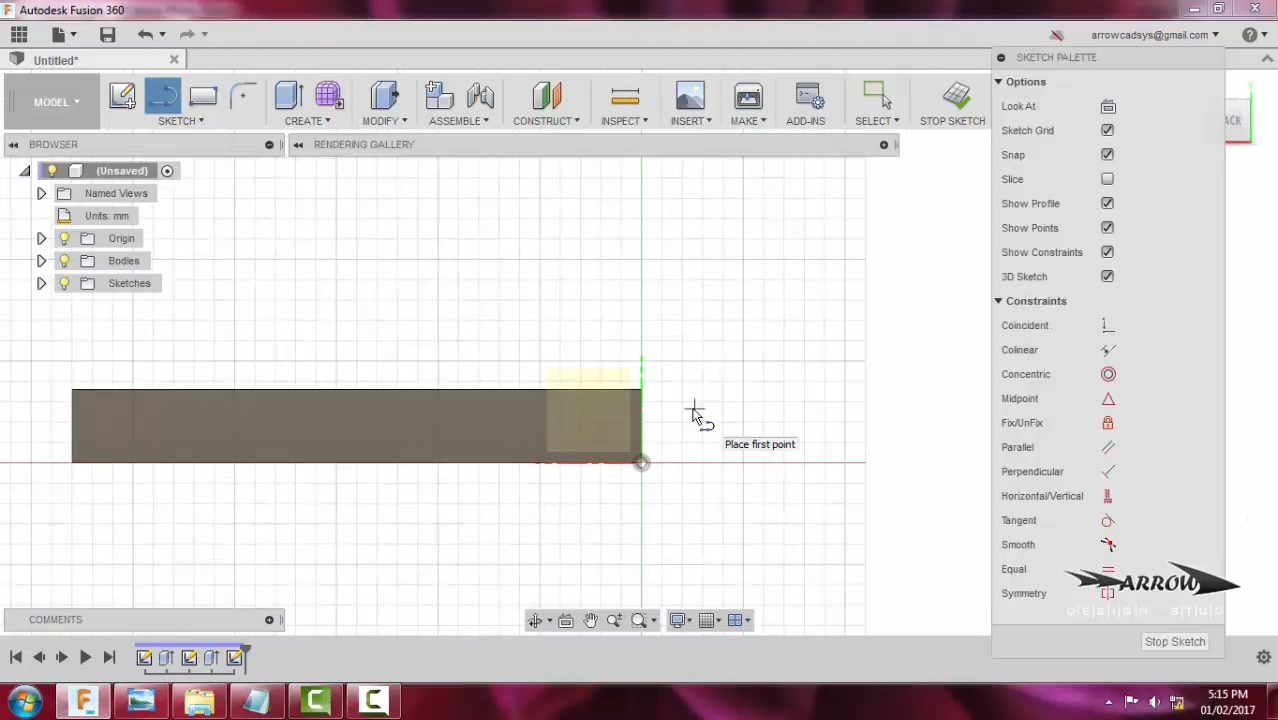 Autodesk Fusion 360
arrowcadsys@gmail.com
Untitled*
MODEL
SKETCH
CREATE
MODIFY
ASSEMBLE
CONSTRUCT
INSPECT
INSERT
MAKE
ADD-INS
SELECT
STOP SKETCH
BROWSER
RENDERING GALLERY
(Unsaved)
Named Views
Units: mm
Origin
Bodies
Sketches
Place first point
SKETCH PALETTE
Options
Look At
Sketch Grid
Snap
Slice
Show Profile
Show Points
Show Constraints
3D Sketch
Constraints
Coincident
Colinear
Concentric
Midpoint
Fix/UnFix
Parallel
Perpendicular
Horizontal/Vertical
Tangent
Smooth
Equal
Symmetry
ARROW
Stop Sketch
COMMENTS
5:15 PM
01/02/2017